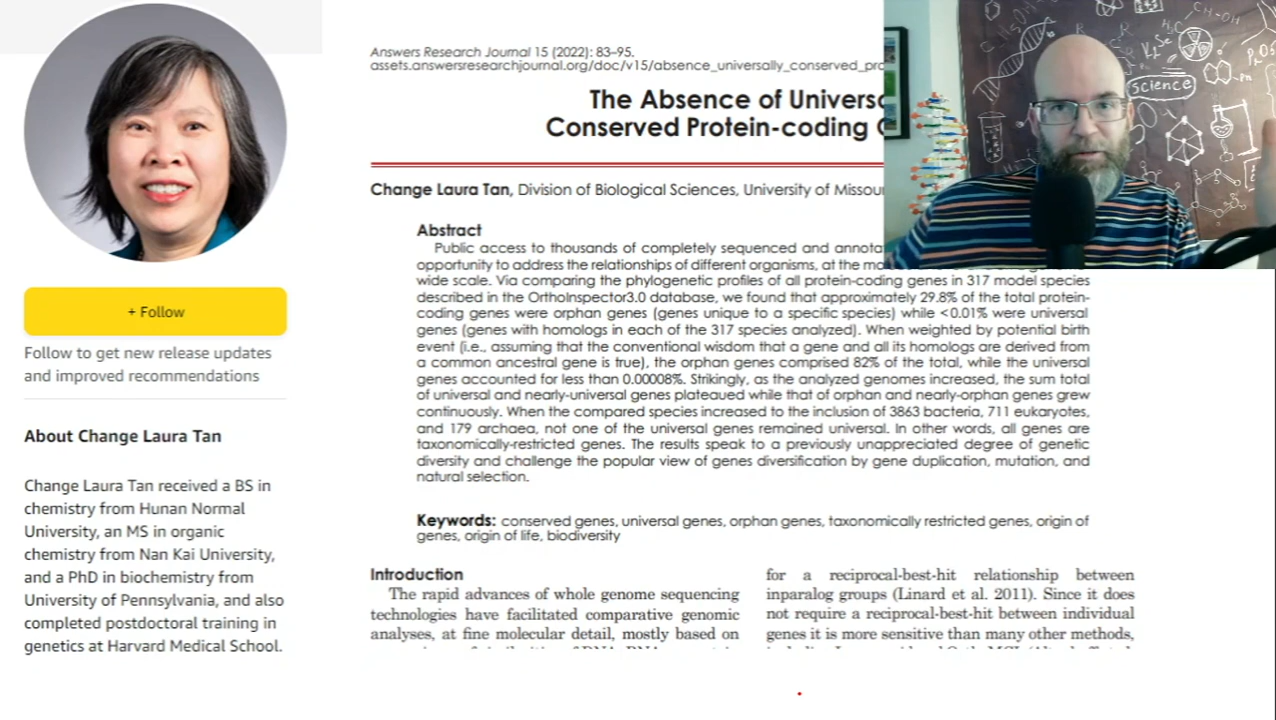 + Follow
Follow to get new release updates
and improved recommendations
About Change Laura Tan
Change Laura Tan received a BS in
chemistry from Hunan Normal
University, an MS in organic
chemistry from Nan Kai University,
and a PhD in biochemistry from
University of Pennsylvania, and also
completed postdoctoral training in
genetics at Harvard Medical School.
Answers Research Journal 15 (2022): 83–95.
assets.answersresearchjournal.org/doc/v15/absence_universally_conserved_pro
The Absence of Universa
Conserved Protein-coding
Change Laura Tan, Division of Biological Sciences, University of Missou
Abstract
Public access to thousands of completely sequenced and annota
opportunity to address the relationships of different organisms, at the mo
wide scale. Via comparing the phylogenetic profiles of all protein-coding genes in 317 model species
described in the OrthoInspector3.0 database, we found that approximately 29.8% of the total protein-
coding genes were orphan genes (genes unique to a specific species) while <0.01% were universal
genes (genes with homologs in each of the 317 species analyzed). When weighted by potential birth
event (i.e., assuming that the conventional wisdom that a gene and all its homologs are derived from
a common ancestral gene is true), the orphan genes comprised 82% of the total, while the universal
genes accounted for less than 0.00008%. Strikingly, as the analyzed genomes increased, the sum total
of universal and nearly-universal genes plateaued while that of orphan and nearly-orphan genes grew
continuously. When the compared species increased to the inclusion of 3863 bacteria, 711 eukaryotes,
and 179 archaea, not one of the universal genes remained universal. In other words, all genes are
taxonomically-restricted genes. The results speak to a previously unappreciated degree of genetic
diversity and challenge the popular view of genes diversification by gene duplication, mutation, and
natural selection.
Keywords: conserved genes, universal genes, orphan genes, taxonomically restricted genes, origin of
genes, origin of life, biodiversity
Introduction
The rapid advances of whole genome sequencing
technologies have facilitated comparative genomic
analyses, at fine molecular detail, mostly based on
for a reciprocal-best-hit relationship between
inparalog groups (Linard et al. 2011). Since it does
not require a reciprocal-best-hit between individual
genes it is more sensitive than many other methods,
science
CH-OH